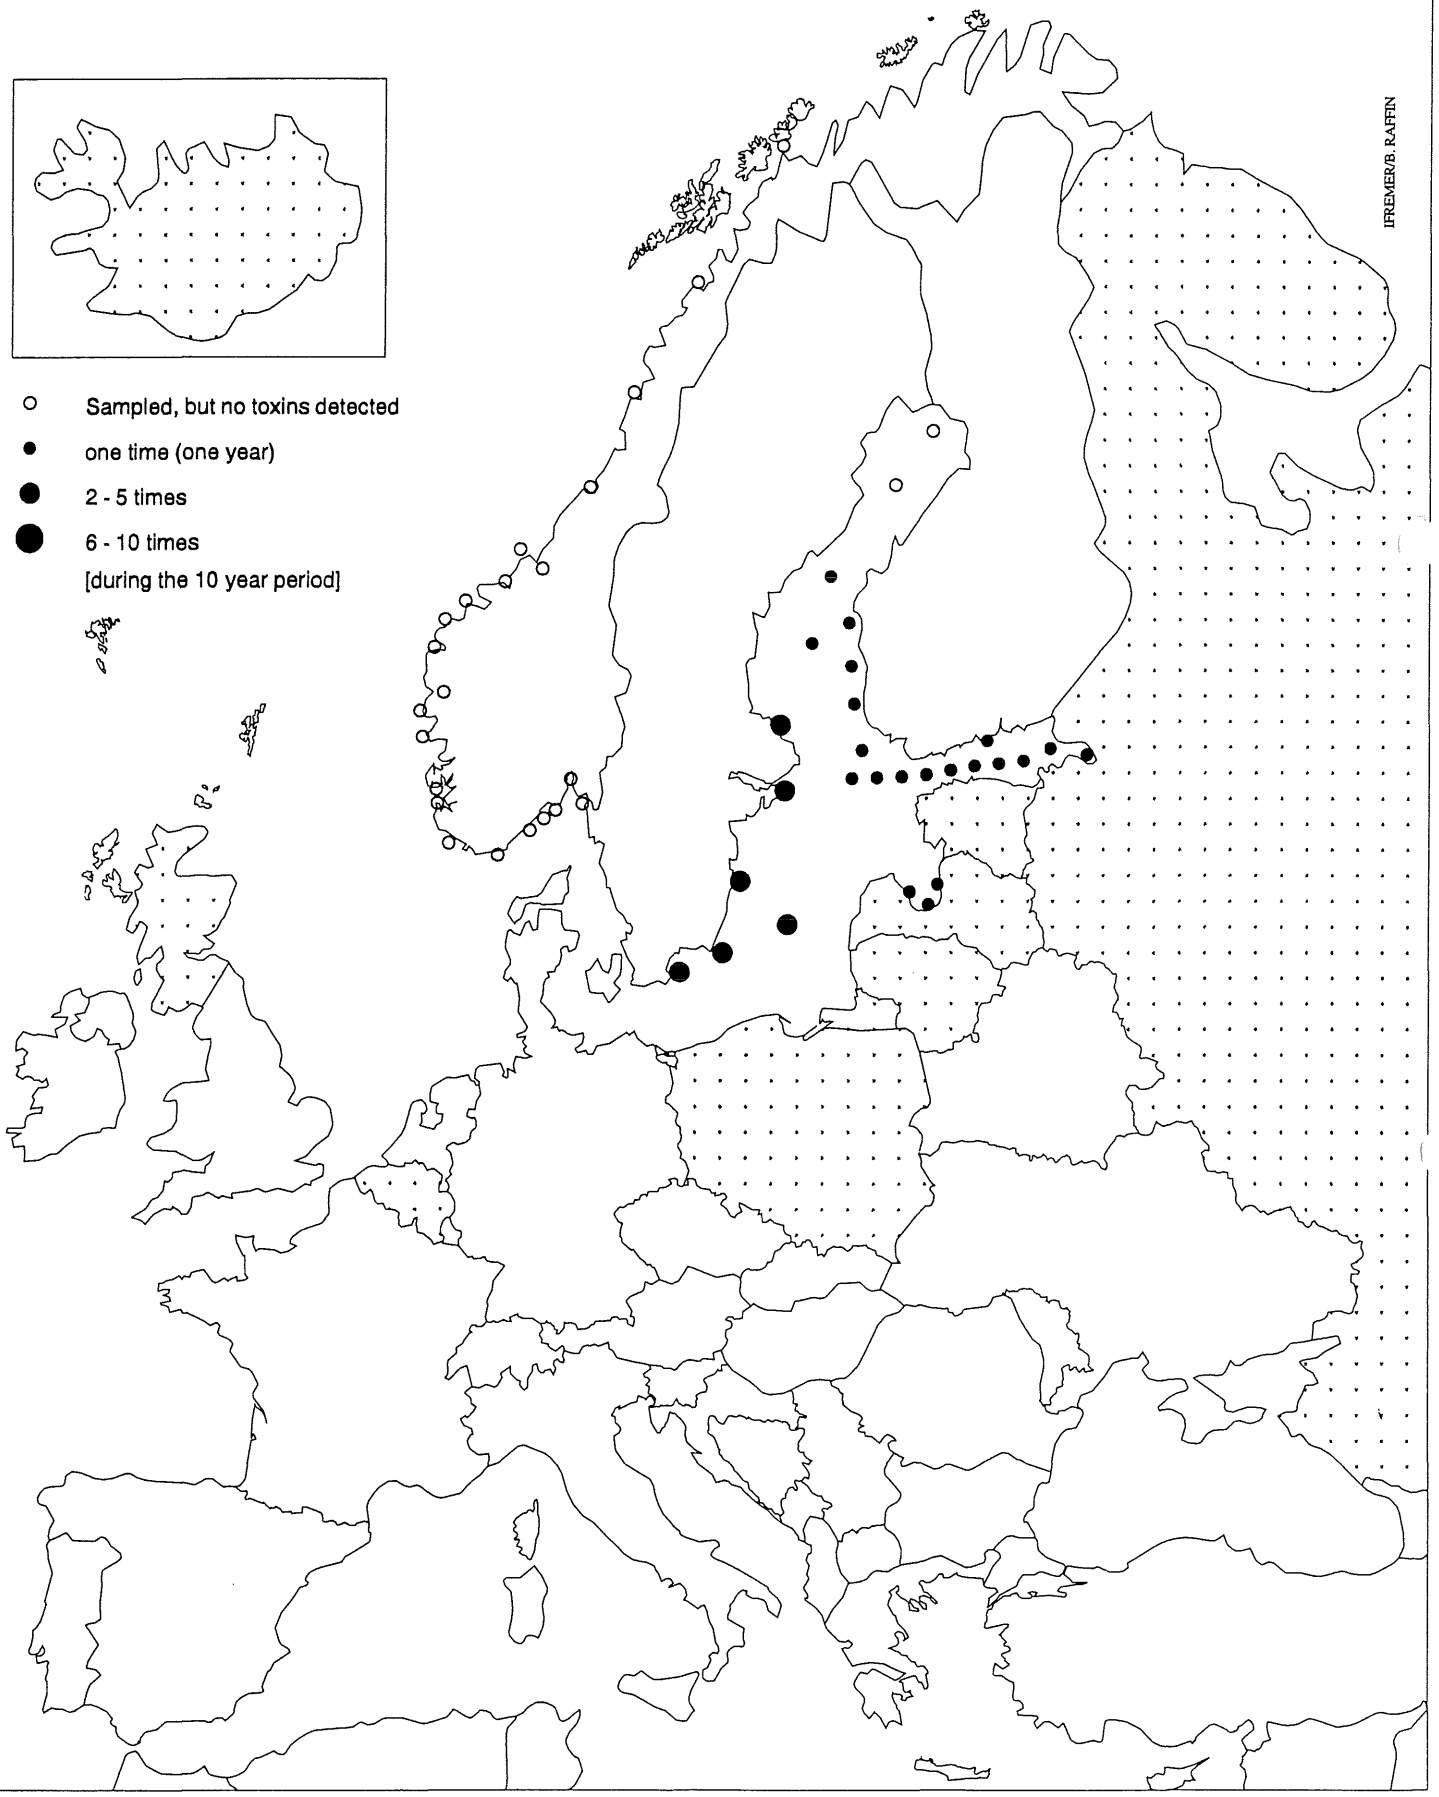 IFREMER/B. RAFFIN
Sampled, but no toxins detected
one time (one year)
2 - 5 times
6 - 10 times
[during the 10 year period]